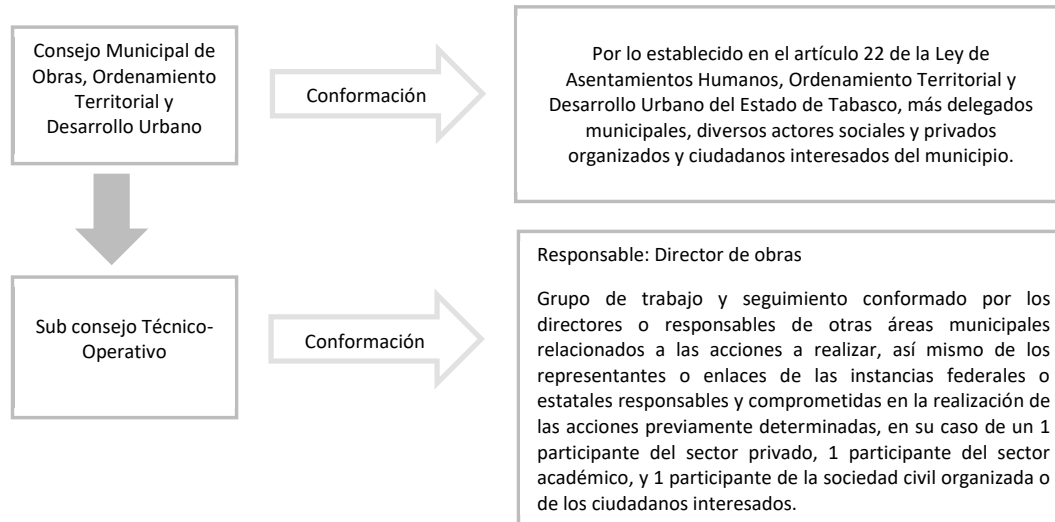 Consejo Municipal de
Obras, Ordenamiento
Territorial y
Desarrollo Urbano
Conformación
Por lo establecido en el artículo 22 de la Ley de
Asentamientos Humanos, Ordenamiento Territorial y
Desarrollo Urbano del Estado de Tabasco, más delegados
municipales, diversos actores sociales y privados
organizados y ciudadanos interesados del municipio.
Sub consejo Técnico-
Operativo
Conformación
Responsable: Director de obras
Grupo de trabajo y seguimiento conformado por los
directores o responsables de otras áreas municipales
relacionados a las acciones a realizar, así mismo de los
representantes o enlaces de las instancias federales o
estatales responsables y comprometidas en la realización de
las acciones previamente determinadas, en su caso de un 1
participante del sector privado, 1 participante del sector
académico, y 1 participante de la sociedad civil organizada o
de los ciudadanos interesados.